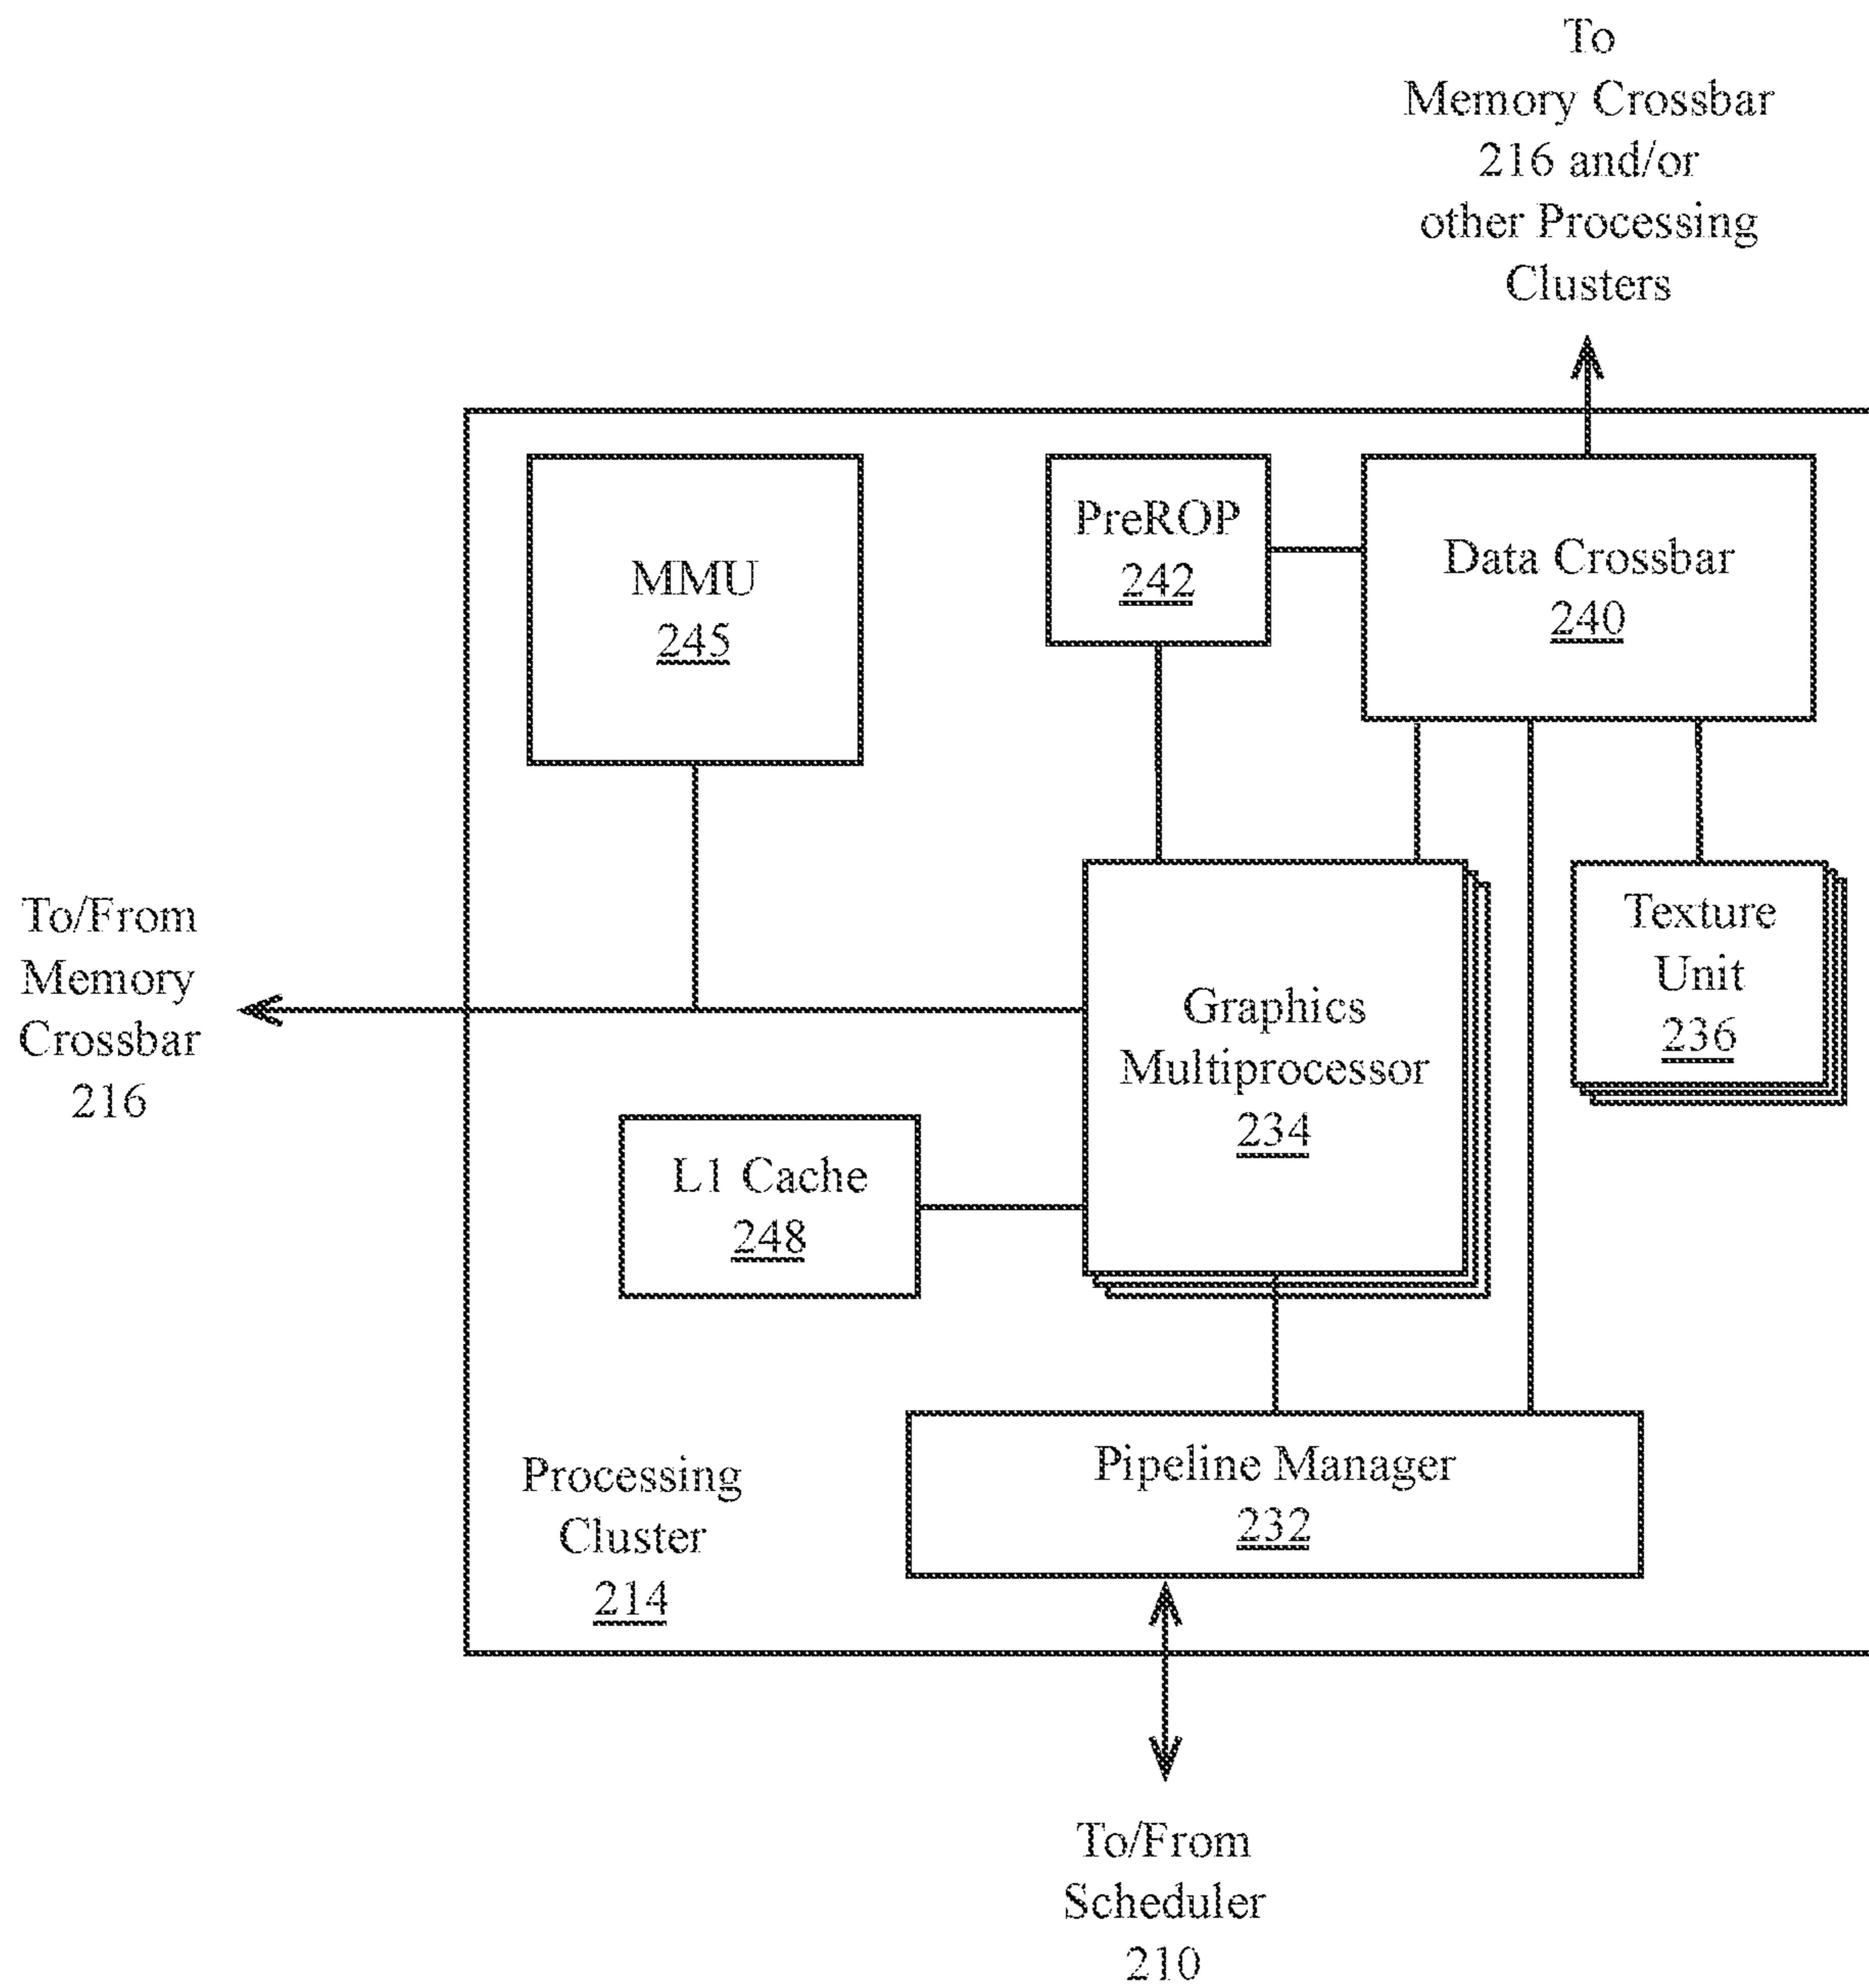 To
Memory Crossbar
216 and/or
other Processing
Clusters
MMU
245
PreROP
242
Data Crossbar
240
To/From
Memory
Crossbar
216
Graphics
Multiprocessor
234
Texture
Unit
236
L1 Cache
248
Processing
Cluster
214
Pipeline Manager
232
To/From
Scheduler
210